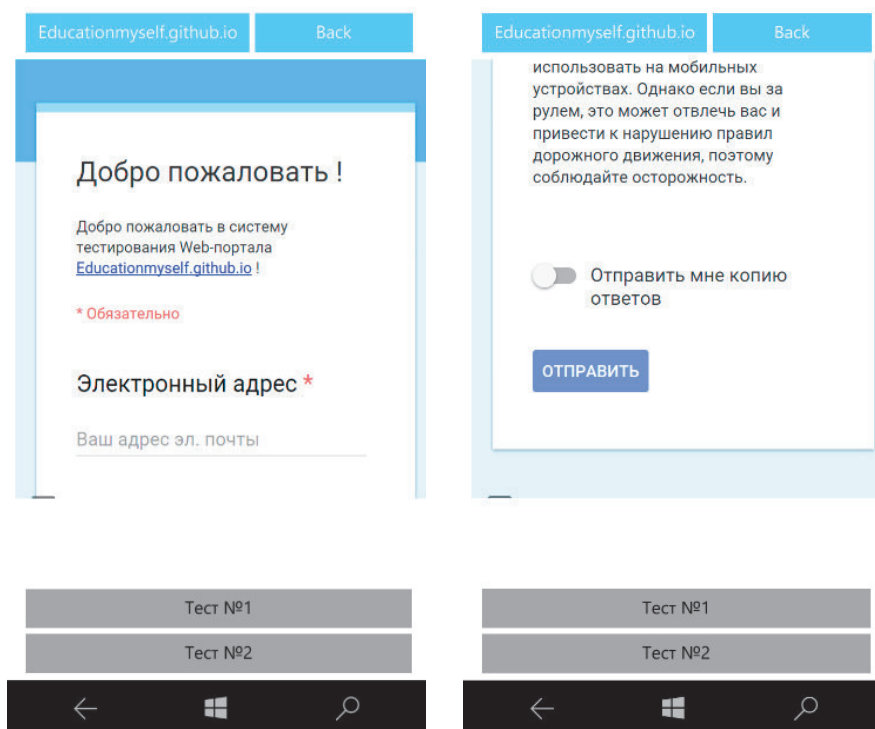 Educationmyself.github.io
Back
Добро пожаловать !
Добро пожаловать в систему
тестирования Web-портала
Educationmyself.github.io !
* Обязательно
Электронный адрес *
Ваш адрес эл. почты
Тест №1
Тест №2
Educationmyself.github.io
Back
использовать на мобильных
устройствах. Однако если вы за
рулем, это может отвлечь вас и
привести к нарушению правил
дорожного движения, поэтому
соблюдайте осторожность.
Отправить мне копию
ответов
ОТПРАВИТЬ
Тест №1
Тест №2